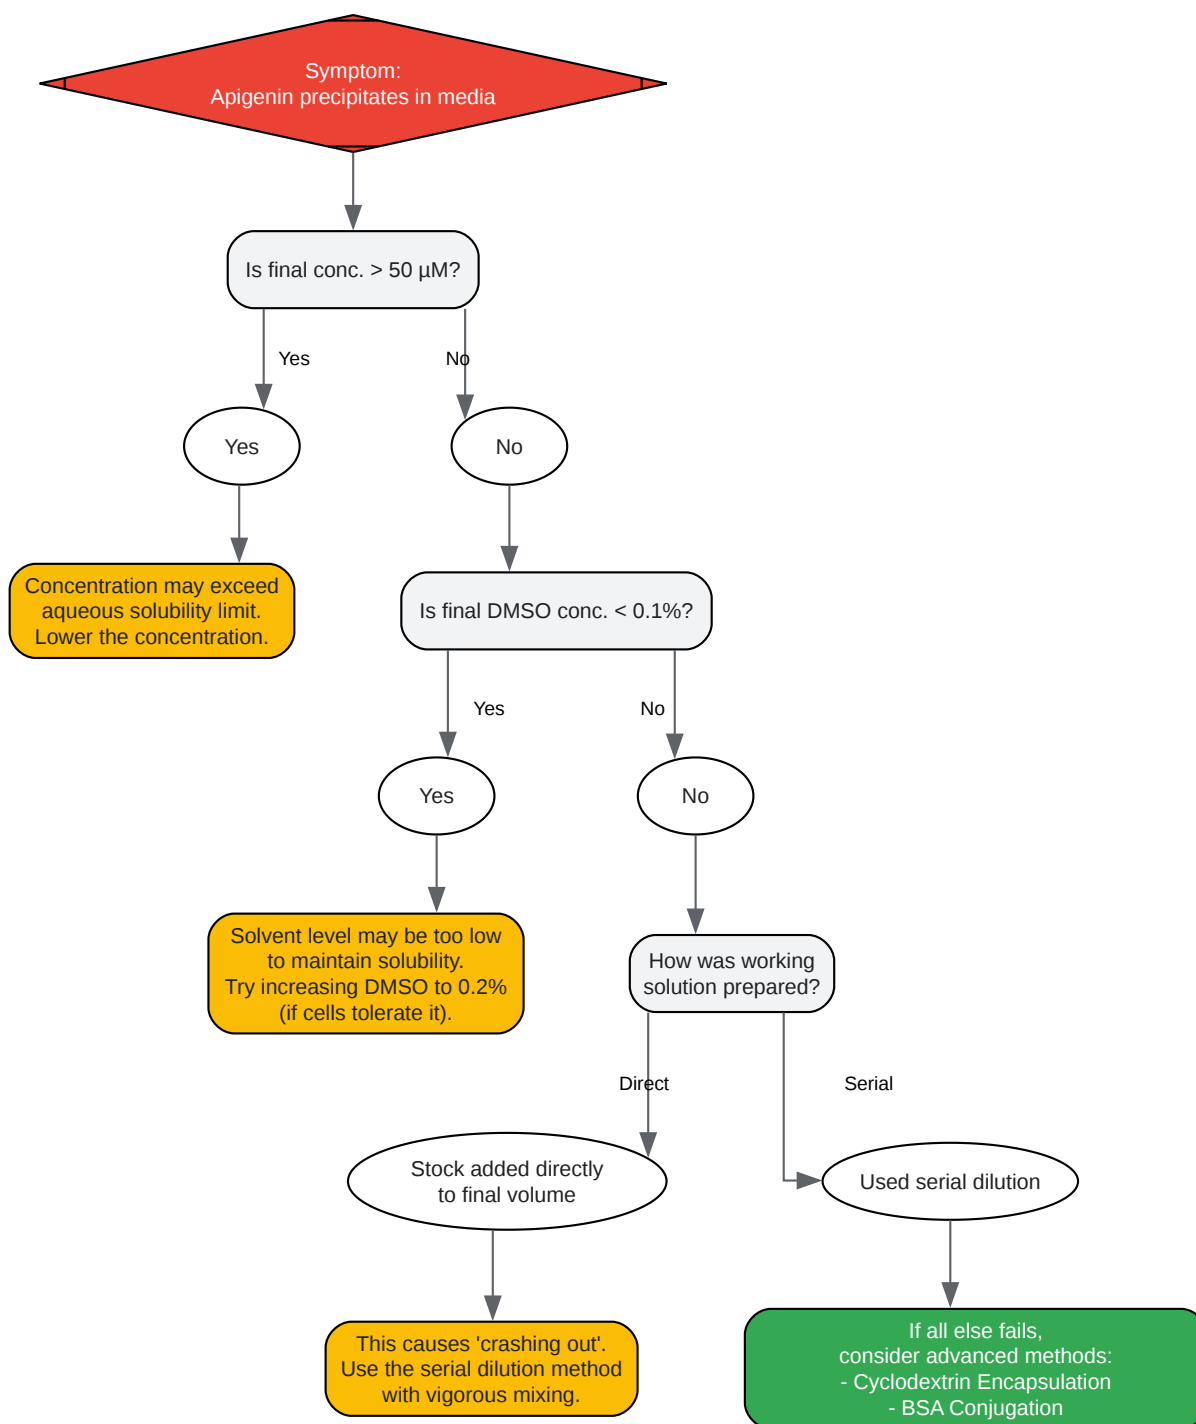 Symptom:
Apigenin precipitates in media
Is final conc. > 50 µM?
Yes
No
Yes
No
Concentration may exceed
aqueous solubility limit.
Lower the concentration.
Is final DMSO conc. < 0.1%?
Yes
No
Yes
No
Solvent level may be too low
to maintain solubility.
Try increasing DMSO to 0.2%
(if cells tolerate it).
How was working
solution prepared?
Direct
Serial
Stock added directly
to final volume
Used serial dilution
This causes 'crashing out'.
Use the serial dilution method
with vigorous mixing.
If all else fails,
consider advanced methods:
- Cyclodextrin Encapsulation
- BSA Conjugation